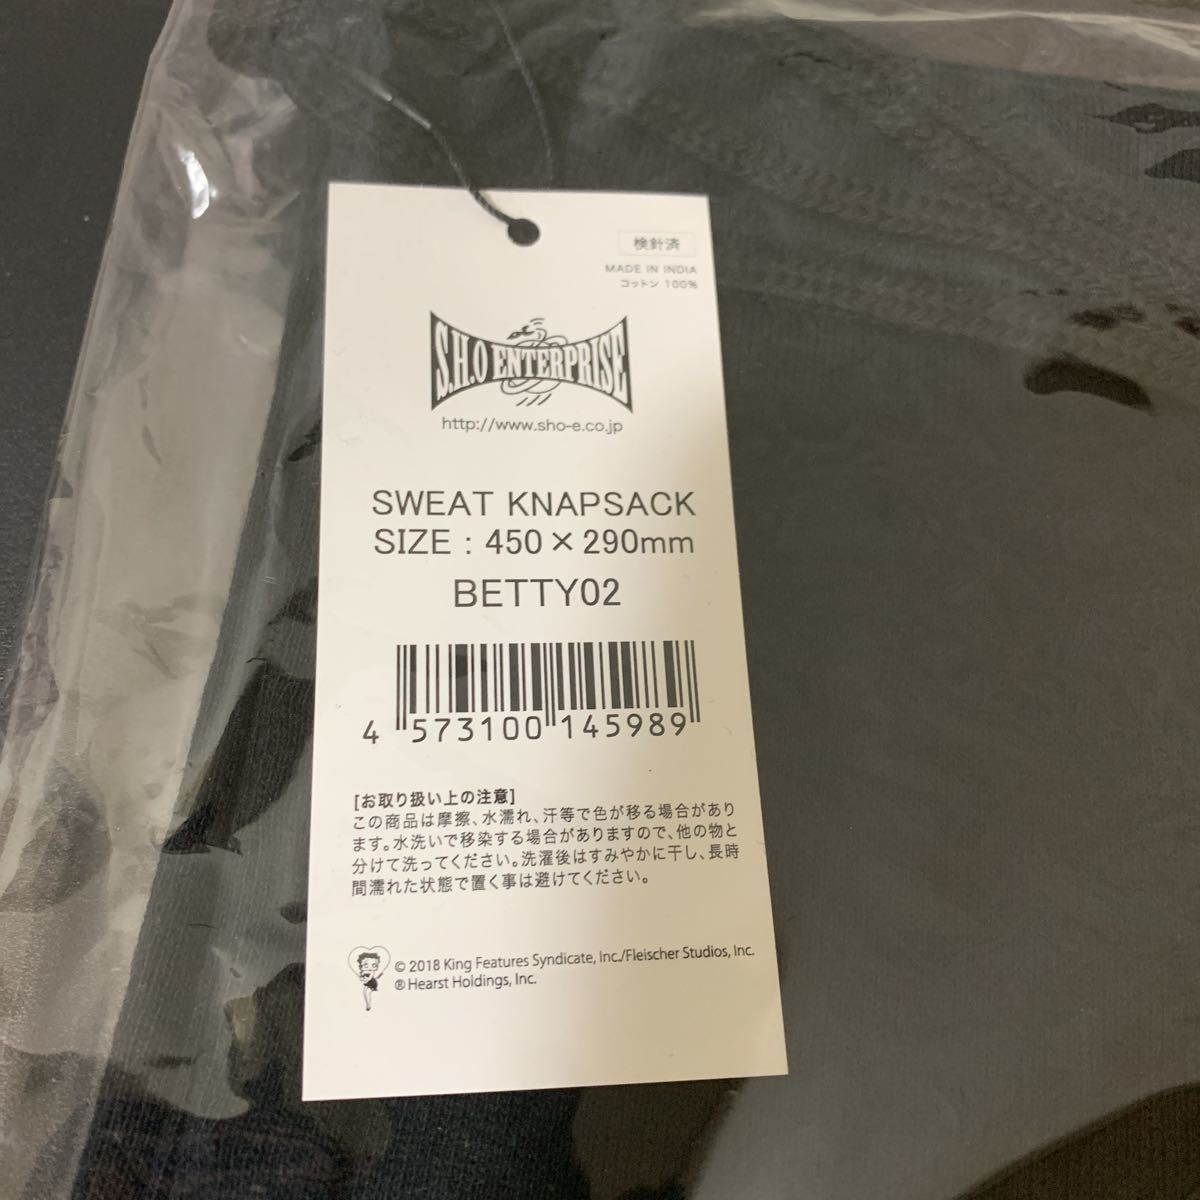 検針済
MADE IN INDIA
コットン 100%
S.H.O ENTERPRISE
http://www.sho-e.co.jp
SWEAT KNAPSACK
SIZE : 450×290mm
BETTY02
4 573100 145989
[お取り扱い上の注意]
この商品は摩擦、水濡れ、汗等で色が移る場合があり
ます。水洗いで移染する場合がありますので、他の物と
分けて洗ってください。洗濯後はすみやかに干し、長時
間濡れた状態で置く事は避けてください。
© 2018 King Features Syndicate, Inc./Fleischer Studios, Inc.
® Hearst Holdings, Inc.